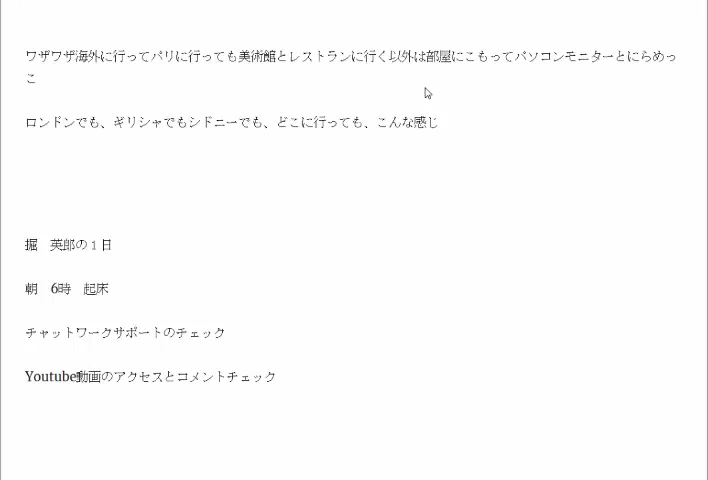 ワザワザ海外に行ってパリに行っても美術館とレストランに行く以外は部屋にこもってパソコンモニターとにらめっ
こ
ロンドンでも、ギリシャでもシドニーでも、どこに行っても、こんな感じ
掘　英郎の１日
朝　6時　起床
チャットワークサポートのチェック
Youtube動画のアクセスとコメントチェック